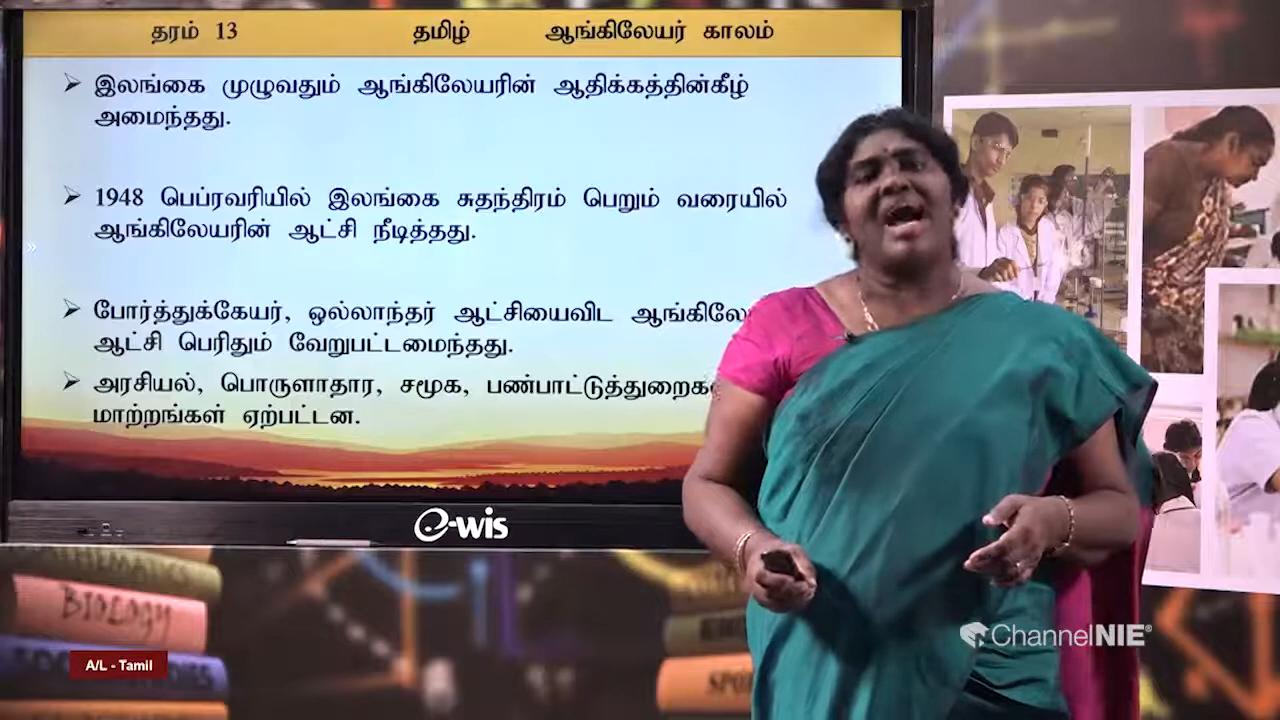 தரம் 13 தமிழ் ஆங்கிலேயர் காலம்
➢ இலங்கை முழுவதும் ஆங்கிலேயரின் ஆதிக்கத்தின்கீழ்
அமைந்தது.
➢ 1948 பெப்ரவரியில் இலங்கை சுதந்திரம் பெறும் வரையில்
ஆங்கிலேயரின் ஆட்சி நீடித்தது.
➢ போர்த்துக்கேயர், ஒல்லாந்தர் ஆட்சியைவிட
ஆட்சி பெரிதும் வேறுபட்டமைந்தது.
➢ அரசியல், பொருளாதார, சமூக,
மாற்றங்கள் ஏற்பட்டன.
e-wis
BIOLOGY
A/L - Tamil
ChannelNIE®